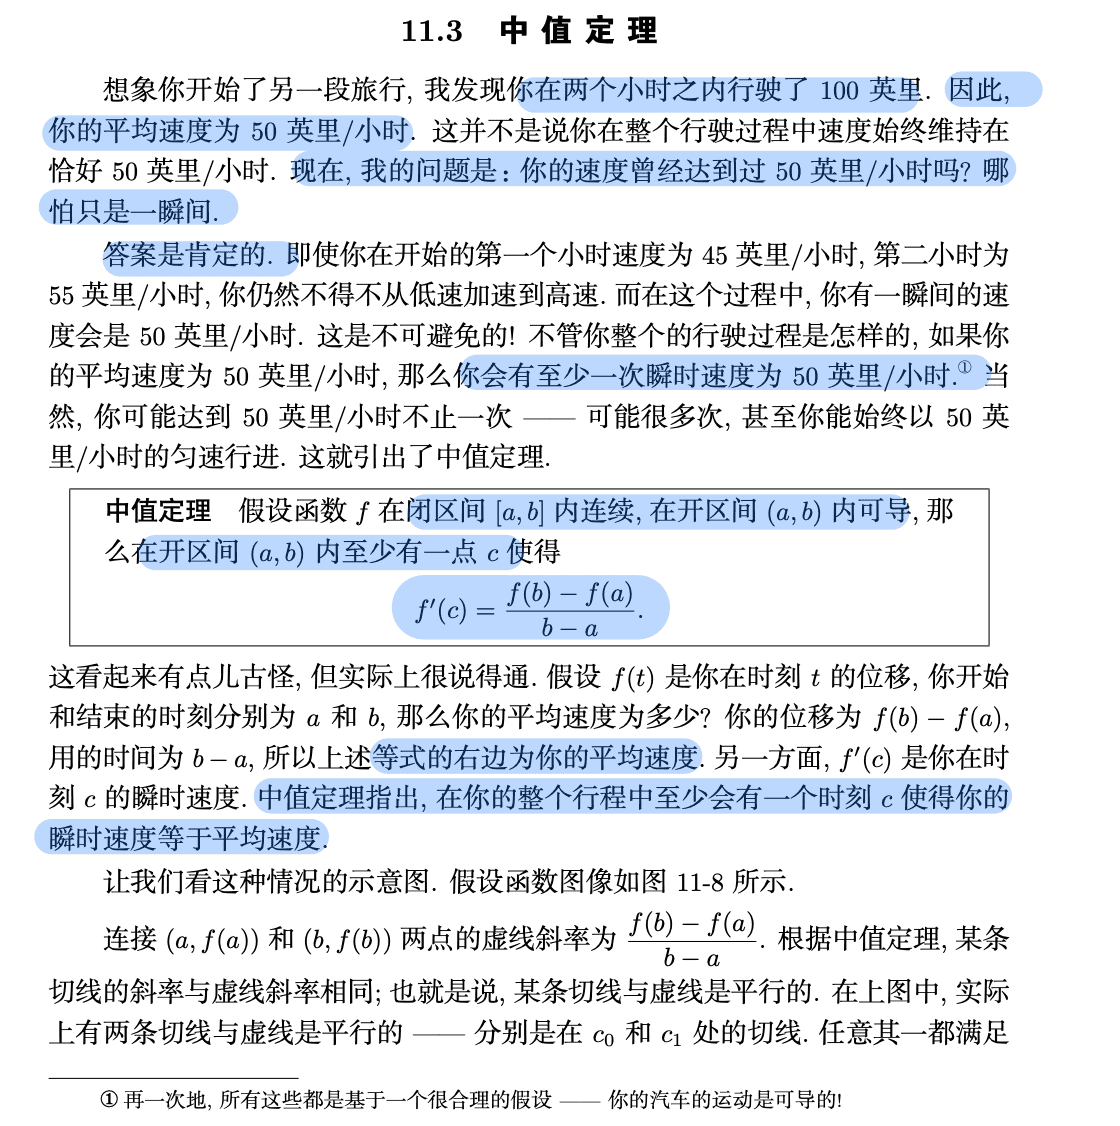 11.3 中值定理
想象你开始了另一段旅行, 我发现你在两个小时之内行驶了 100 英里. 因此,
你的平均速度为 50 英里/小时. 这并不是说你在整个行驶过程中速度始终维持在
恰好 50 英里/小时. 现在, 我的问题是: 你的速度曾经达到过 50 英里/小时吗? 哪
怕只是一瞬间.
答案是肯定的. 即使你在开始的第一个小时速度为 45 英里/小时, 第二小时为
55 英里/小时, 你仍然不得不从低速加速到高速. 而在这个过程中, 你有一瞬间的速
度会是 50 英里/小时. 这是不可避免的! 不管你整个的行驶过程是怎样的, 如果你
的平均速度为 50 英里/小时, 那么你会有至少一次瞬时速度为 50 英里/小时.① 当
然, 你可能达到 50 英里/小时不止一次 —— 可能很多次, 甚至你能始终以 50 英
里/小时的匀速行进. 这就引出了中值定理.
中值定理 假设函数 f 在闭区间 [a, b] 内连续, 在开区间 (a, b) 内可导, 那
么在开区间 (a, b) 内至少有一点 c 使得
f′(c) = \frac{f(b) − f(a)}{b − a}.
这看起来有点儿古怪, 但实际上很说得通. 假设 f(t) 是你在时刻 t 的位移, 你开始
和结束的时刻分别为 a 和 b, 那么你的平均速度为多少? 你的位移为 f(b) − f(a),
用的时间为 b − a, 所以上述等式的右边为你的平均速度. 另一方面, f′(c) 是你在时
刻 c 的瞬时速度. 中值定理指出, 在你的整个行程中至少会有一个时刻 c 使得你的
瞬时速度等于平均速度.
让我们看这种情况的示意图. 假设函数图像如图 11-8 所示.
连接 (a, f(a)) 和 (b, f(b)) 两点的虚线斜率为 \frac{f(b) − f(a)}{b − a}. 根据中值定理, 某条
切线的斜率与虚线斜率相同; 也就是说, 某条切线与虚线是平行的. 在上图中, 实际
上有两条切线与虚线是平行的 —— 分别是在 c₀ 和 c₁ 处的切线. 任意其一都满足
① 再一次地, 所有这些都是基于一个很合理的假设 —— 你的汽车的运动是可导的!